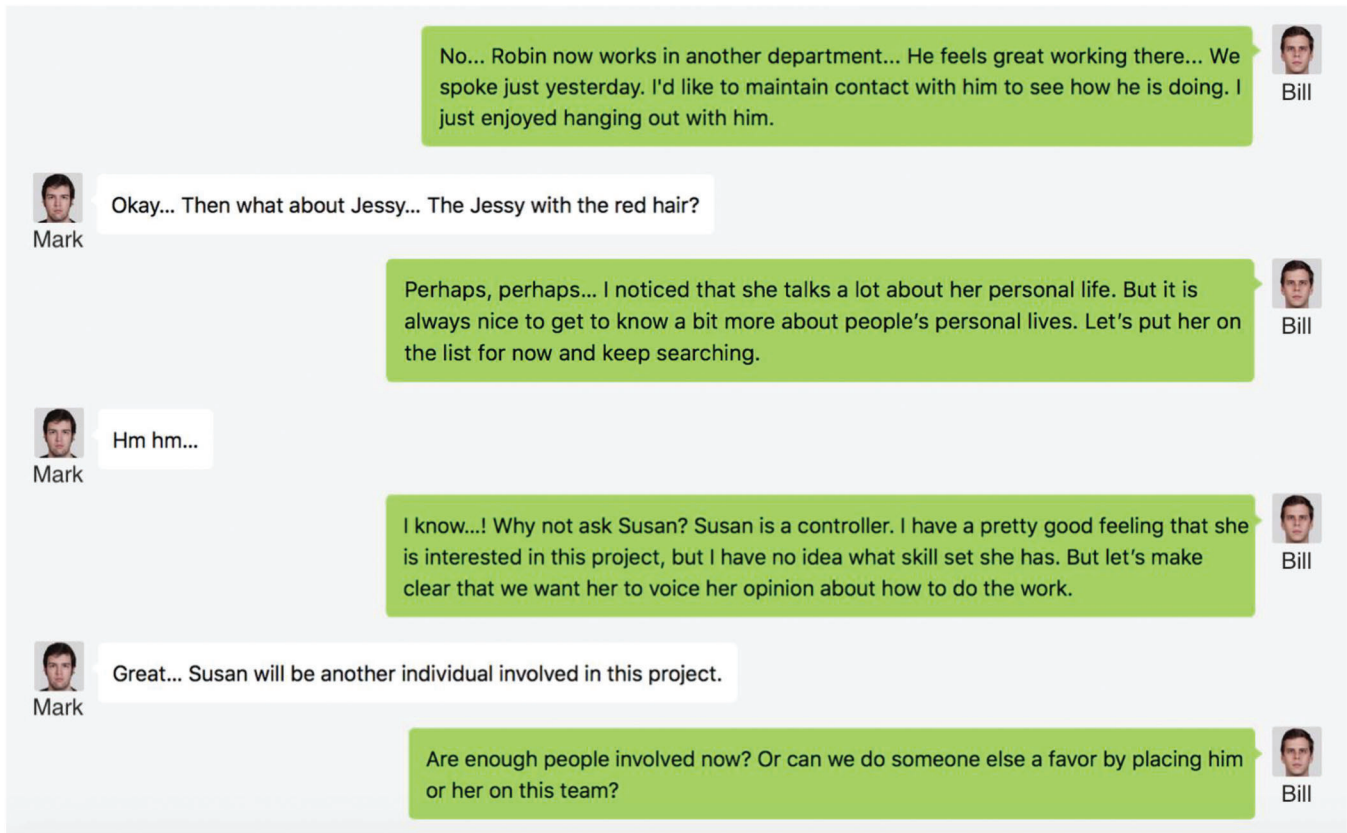 No... Robin now works in another department... He feels great working there... We
spoke just yesterday. I'd like to maintain contact with him to see how he is doing. I
just enjoyed hanging out with him.
Bill
Okay... Then what about Jessy... The Jessy with the red hair?
Mark
Perhaps, perhaps... I noticed that she talks a lot about her personal life. But it is
always nice to get to know a bit more about people’s personal lives. Let’s put her on
the list for now and keep searching.
Bill
Hm hm...
Mark
I know...! Why not ask Susan? Susan is a controller. I have a pretty good feeling that she
is interested in this project, but I have no idea what skill set she has. But let’s make
clear that we want her to voice her opinion about how to do the work.
Bill
Great... Susan will be another individual involved in this project.
Mark
Are enough people involved now? Or can we do someone else a favor by placing him
or her on this team?
Bill